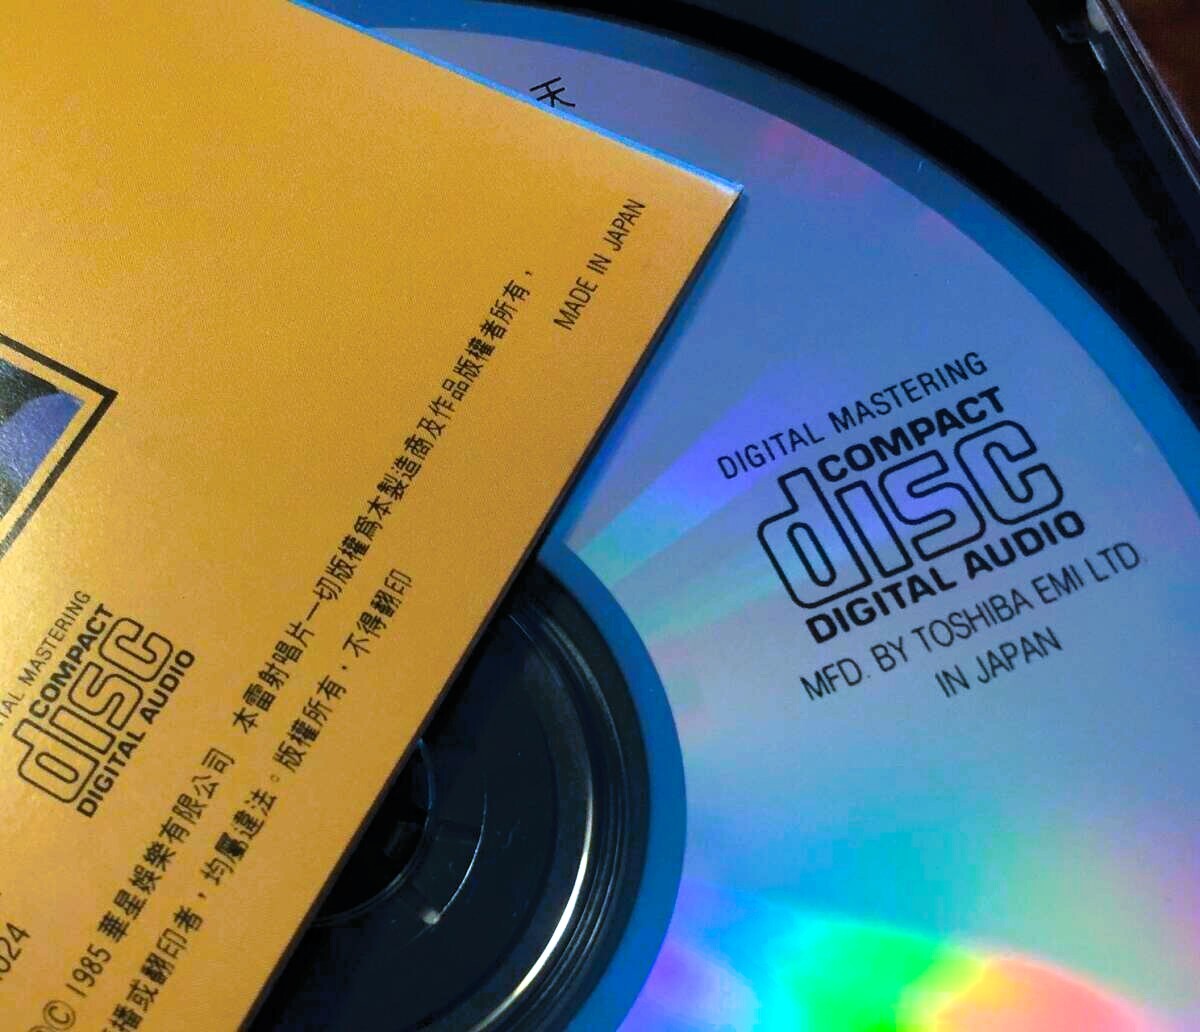 天
MADE IN JAPAN
DIGITAL MASTERING
COMPACT
disc
DIGITAL AUDIO
MFD. BY TOSHIBA EMI LTD.
IN JAPAN
MASTERING
COMPACT
disc
DIGITAL AUDIO
1985 華星娛樂有限公司 本雷射唱片一切版權爲本製造商及作品版權者所有，
播或翻印者，均屬違法。版權所有，不得翻印